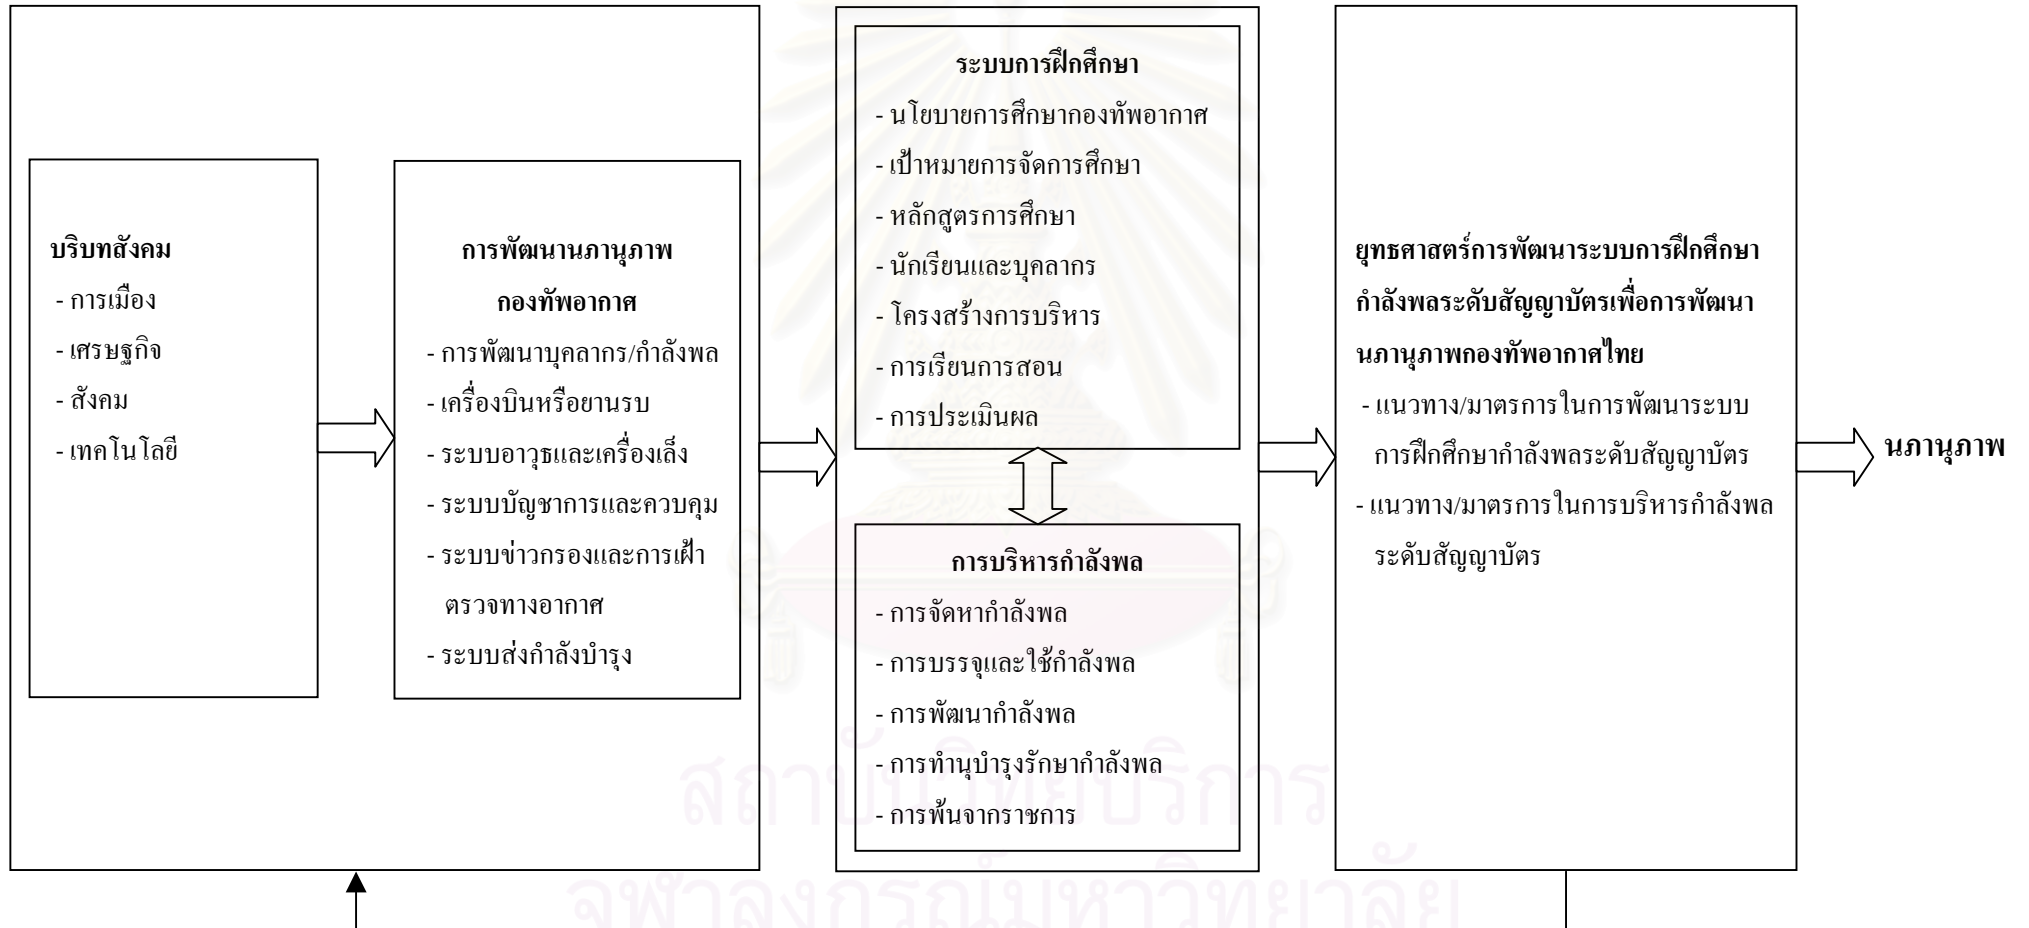 บริบทสังคม
- การเมือง
- เศรษฐกิจ
- สังคม
- เทคโนโลยี
การพัฒนานภานุภาพ
กองทัพอากาศ
- การพัฒนาบุคลากร/กำลังพล
- เครื่องบินหรือยานรบ
- ระบบอาวุธและเครื่องเล็ง
- ระบบบัญชาการและควบคุม
- ระบบข่าวกรองและการเฝ้า
ตรวจทางอากาศ
- ระบบส่งกำลังบำรุง
ระบบการฝึกศึกษา
- นโยบายการศึกษากองทัพอากาศ
- เป้าหมายการจัดการศึกษา
- หลักสูตรการศึกษา
- นักเรียนและบุคลากร
- โครงสร้างการบริหาร
- การเรียนการสอน
- การประเมินผล
การบริหารกำลังพล
- การจัดหากำลังพล
- การบรรจุและใช้กำลังพล
- การพัฒนากำลังพล
- การทำนุบำรุงรักษากำลังพล
- การพ้นจากราชการ
ยุทธศาสตร์การพัฒนาระบบการฝึกศึกษา
กำลังพลระดับสัญญาบัตรเพื่อการพัฒนา
นภานุภาพกองทัพอากาศไทย
- แนวทาง/มาตรการในการพัฒนาระบบ
การฝึกศึกษากำลังพลระดับสัญญาบัตร
- แนวทาง/มาตรการในการบริหารกำลังพล
ระดับสัญญาบัตร
นภานุภาพ
สถาบันวิทยบริการ
จุฬาลงกรณ์มหาวิทยาลัย